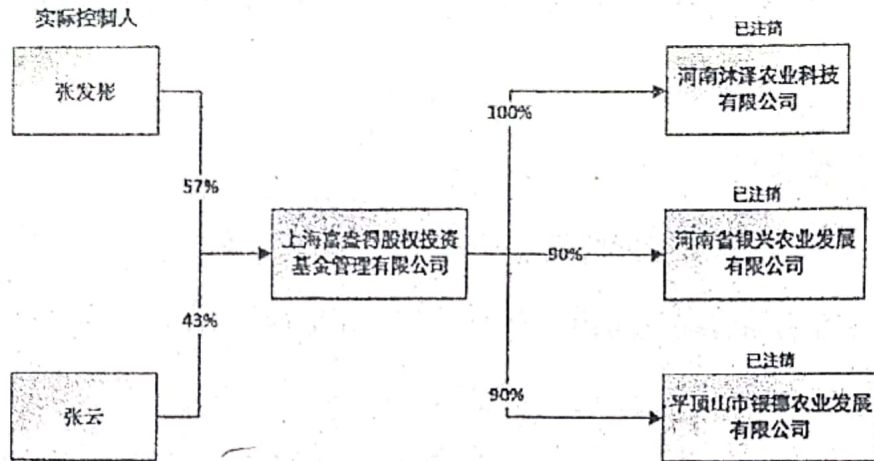 实际控制人
张发彬
57%
43%
张云
上海富盎得股权投资
基金管理有限公司
100%
90%
90%
已注销
河南沐泽农业科技
有限公司
已注销
河南省银兴农业发展
有限公司
已注销
平顶山市银德农业发展
有限公司